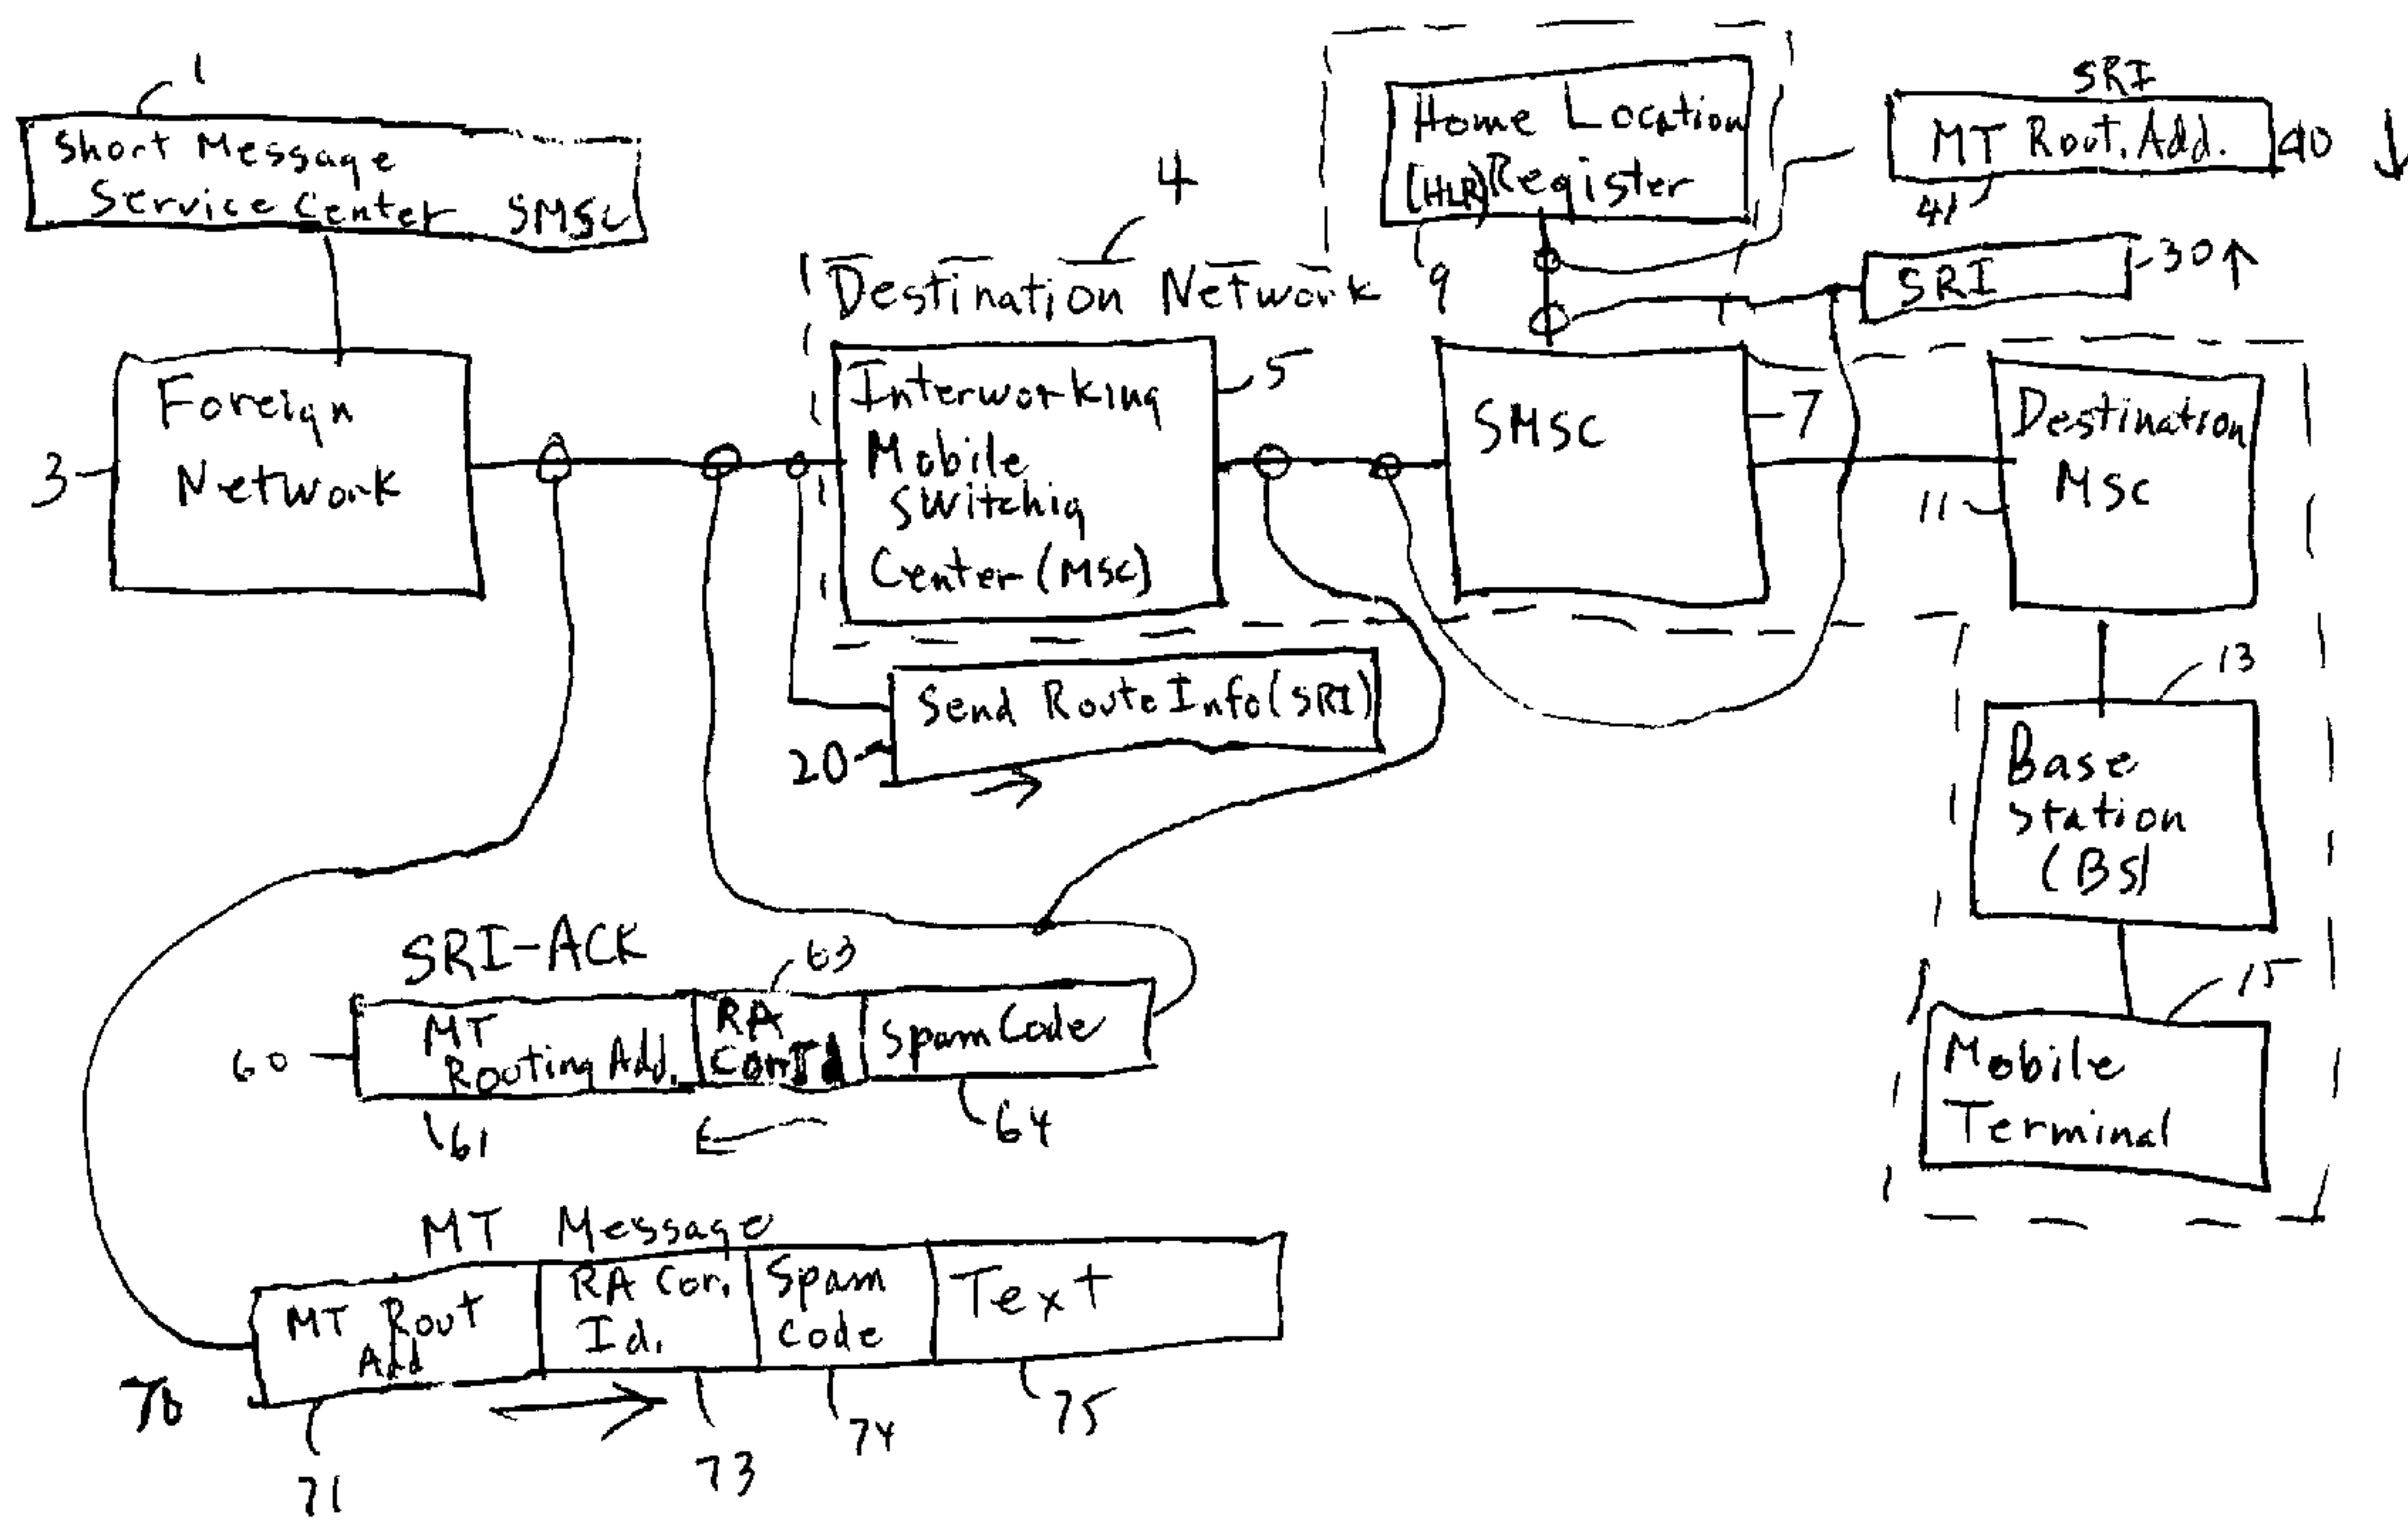 1
Short Message
Service Center SMSC
Home Location
(HLR) Register
9
SRI
MT Rout. Add.
40
41
SRI
30
4
Destination Network
Foreign
Network
3
Interworking
Mobile
Switchig
Center (MSC)
5
SMSC
7
Destination
MSC
11
Send Route Info (SRI)
20
13
Base
Station
(BS)
15
Mobile
Terminal
SRI-ACK
63
60
MT
Routing Add.
RA
Spam Code
61
64
MT Message
MT Rout
Add
RA Cor.
Id.
Spam
Code
Text
70
71
73
74
75